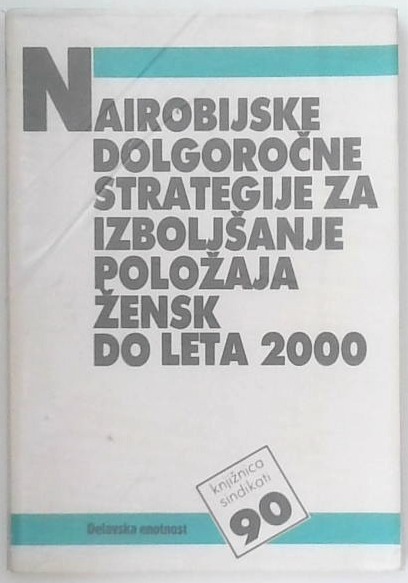 NAIROBIJSKE
DOLGOROČNE
STRATEGIJE ZA
IZBOLJŠANJE
POLOŽAJA
ŽENSK
DO LETA 2000
knjižnica
sindikati
90
Delavska enotnost